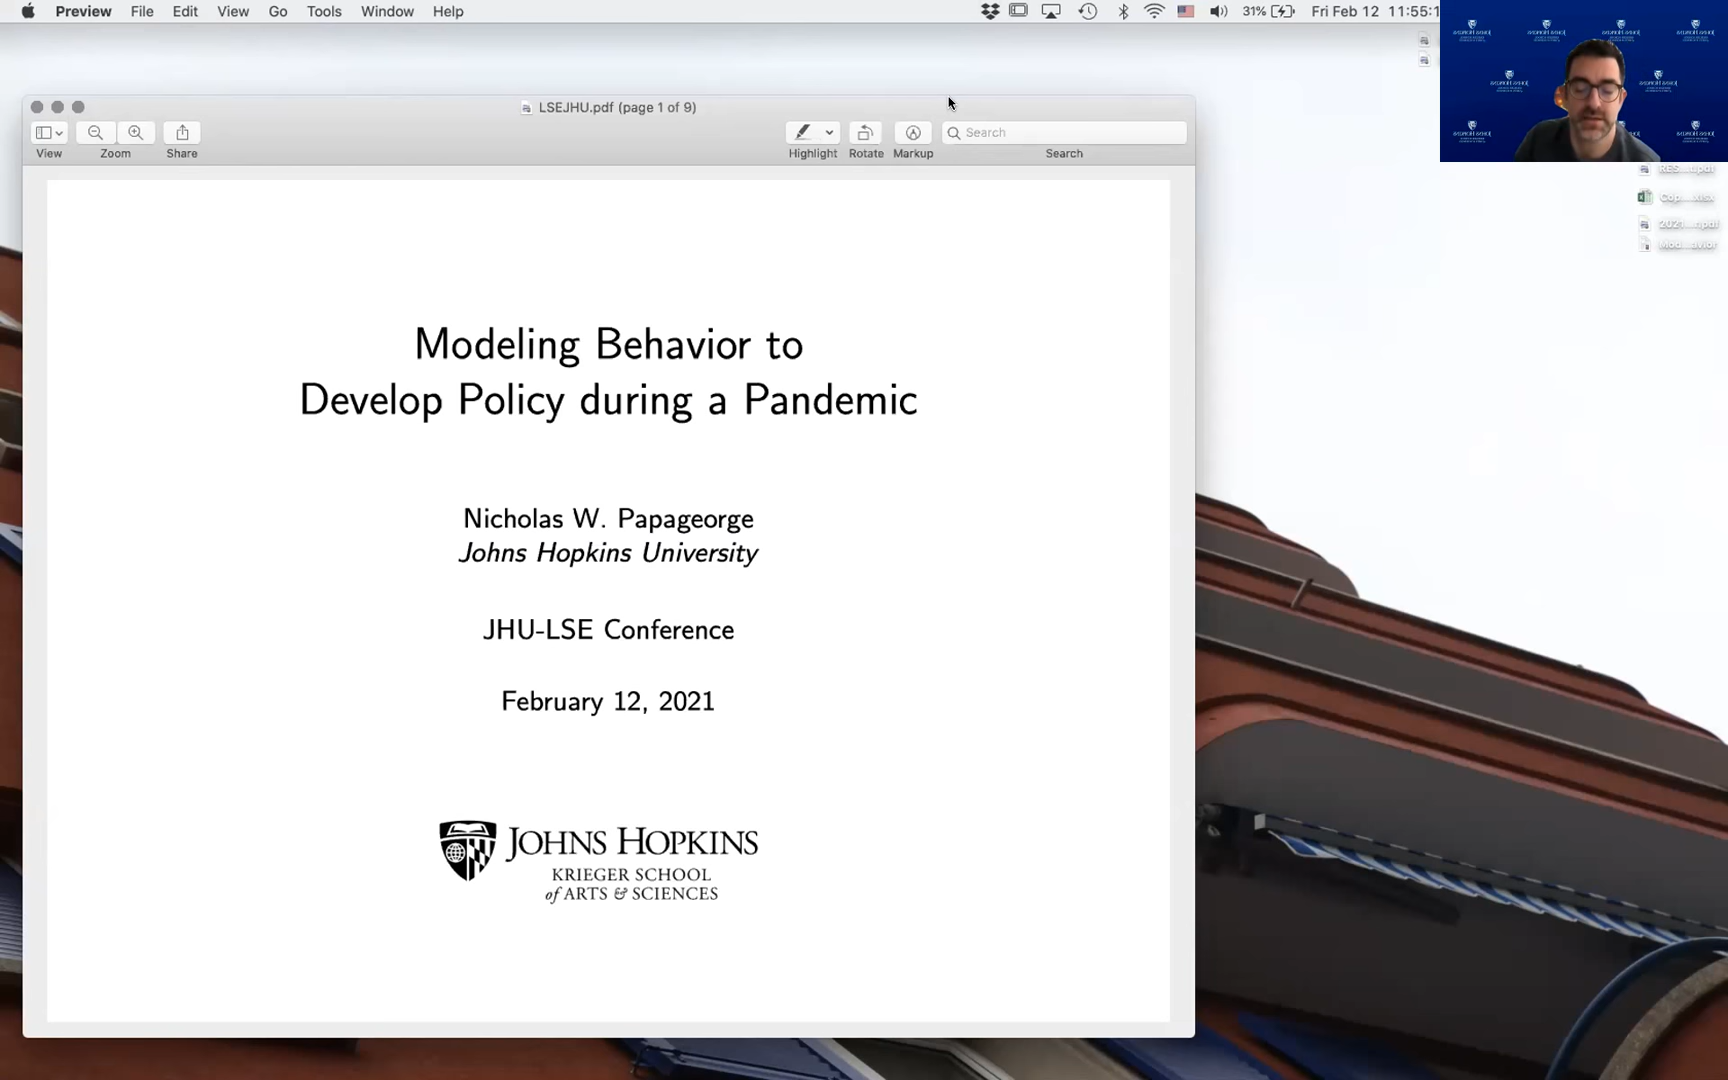 Preview File Edit View Go Tools Window Help
31% Fri Feb 12 11:55:1
LSEJHU.pdf (page 1 of 9)
Search
View Zoom Share Highlight Rotate Markup Search
Modeling Behavior to
Develop Policy during a Pandemic
Nicholas W. Papageorge
Johns Hopkins University
JHU-LSE Conference
February 12, 2021
JOHNS HOPKINS
KRIEGER SCHOOL
of ARTS & SCIENCES
Cop...xlsx